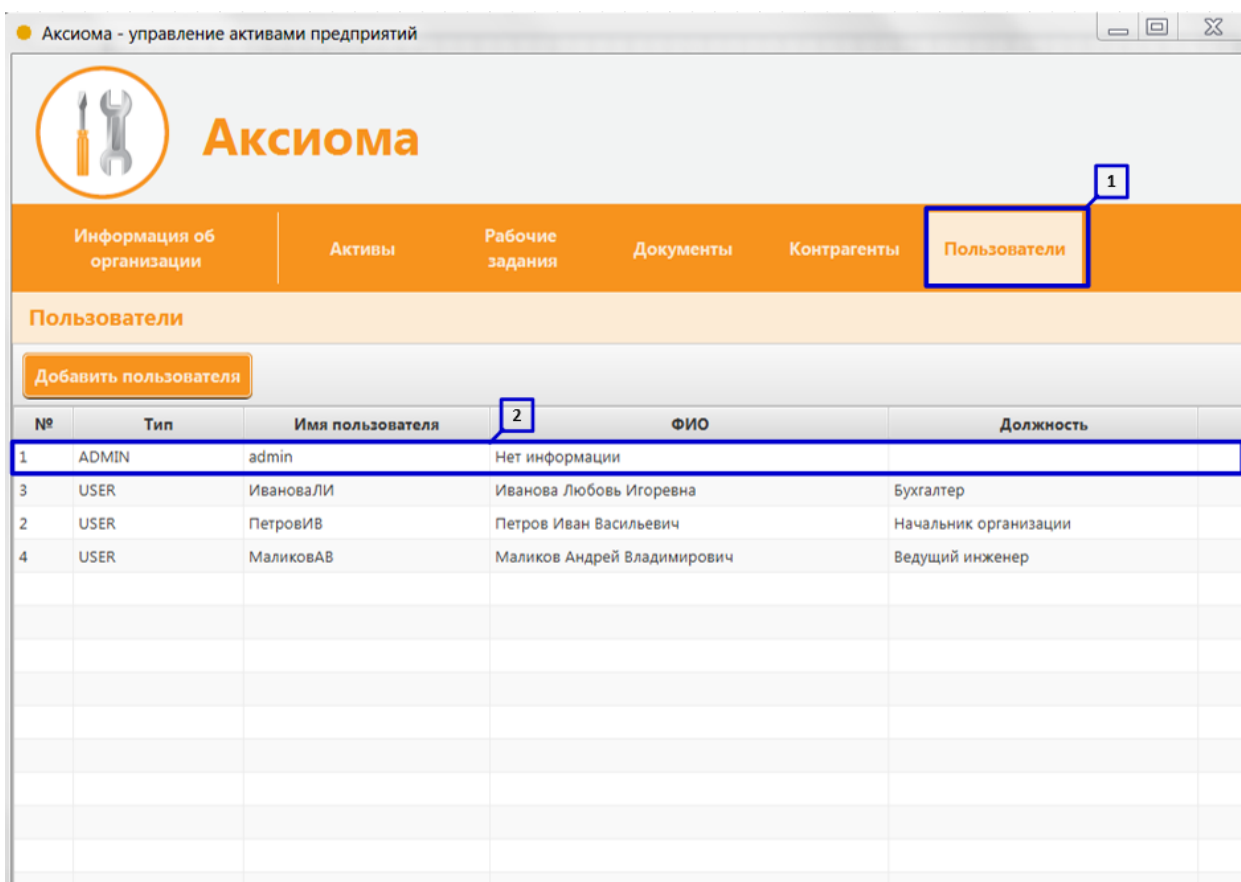 Аксиома - управление активами предприятий
Аксиома
1
Информация об организации Активы Рабочие задания Документы Контрагенты Пользователи
Пользователи
Добавить пользователя
№ Тип Имя пользователя 2 ФИО Должность
1 ADMIN admin Нет информации
3 USER ИвановаЛИ Иванова Любовь Игоревна Бухгалтер
2 USER ПетровИВ Петров Иван Васильевич Начальник организации
4 USER МаликовАВ Маликов Андрей Владимирович Ведущий инженер